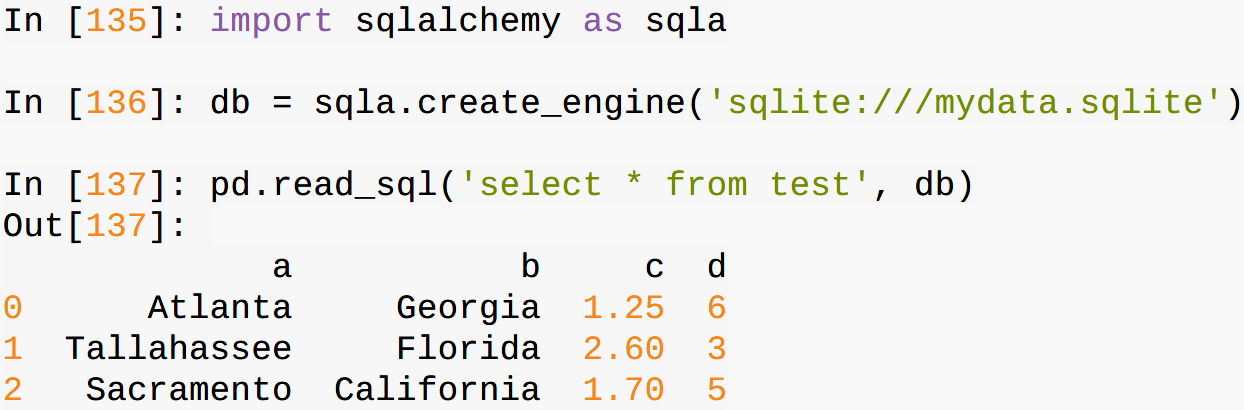 In [135]: import sqlalchemy as sqla
In [136]: db = sqla.create_engine('sqlite:///mydata.sqlite')
In [137]: pd.read_sql('select * from test', db)
Out[137]:
             a           b     c  d
0      Atlanta     Georgia  1.25  6
1  Tallahassee     Florida  2.60  3
2   Sacramento  California  1.70  5